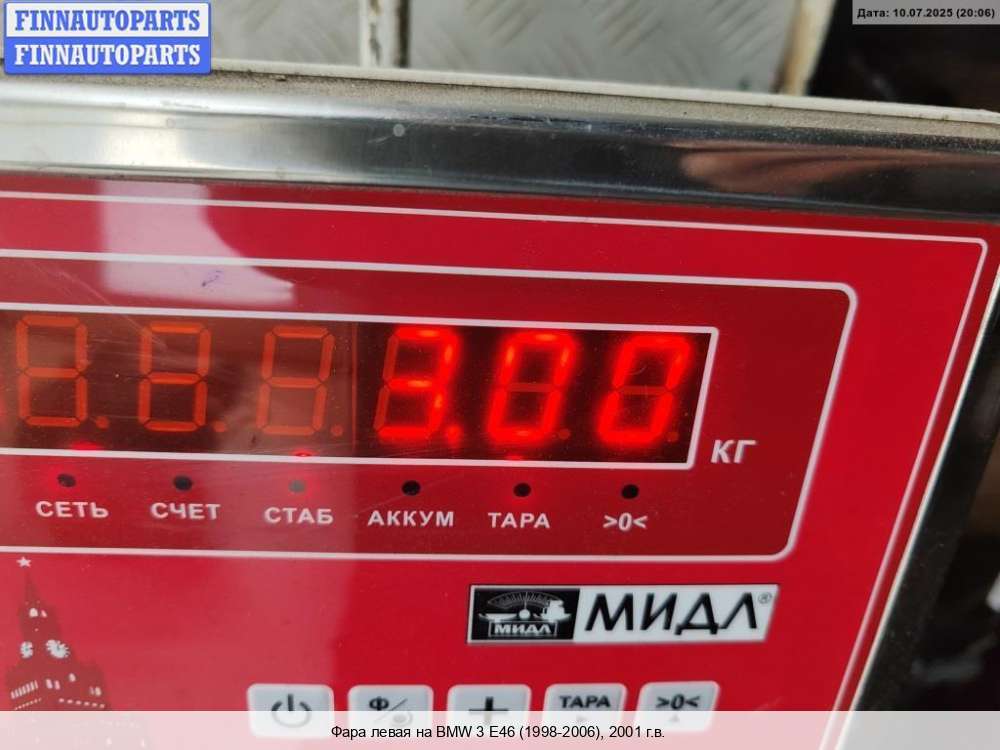 FINNAUTOPARTS
FINNAUTOPARTS
Дата: 10.07.2025 (20:06)
3.00
КГ
СЕТЬ СЧЕТ СТАБ АККУМ ТАРА >0<
МИДЛ МИДЛ®
Ф/ + ТАРА >0<
Фара левая на BMW 3 E46 (1998-2006), 2001 г.в.